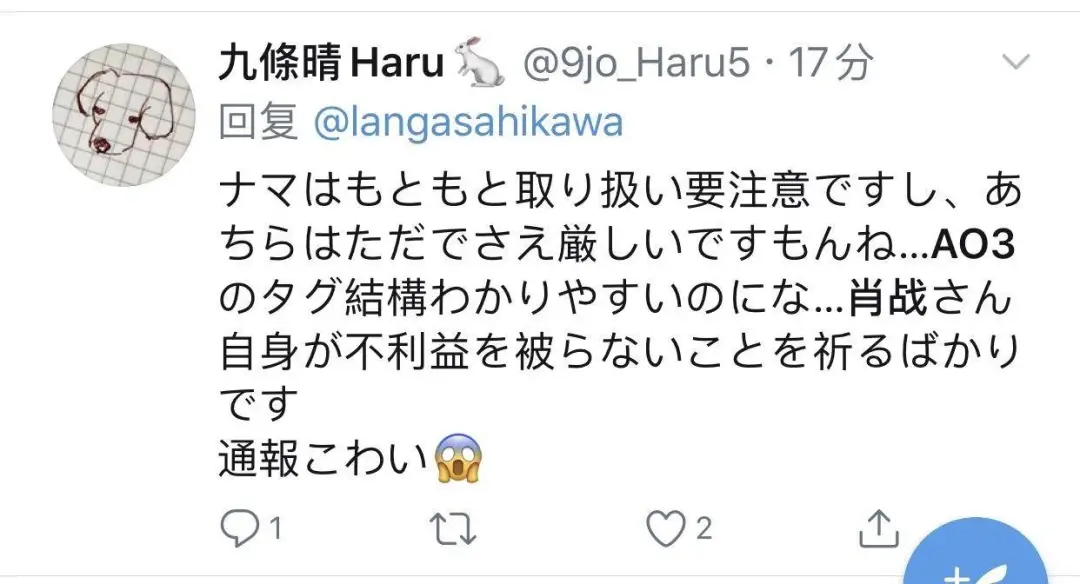 九條晴Haru🐇 @9jo_Haru5・17分
回复 @langasahikawa
ナマはもともと取り扱い要注意ですし、あ
ちらはただでさえ厳しいですもんね...AO3
のタグ結構わかりやすいのにな...肖战さん
自身が不利益を被らないことを祈るばかり
です
通報こわい😱
1 2